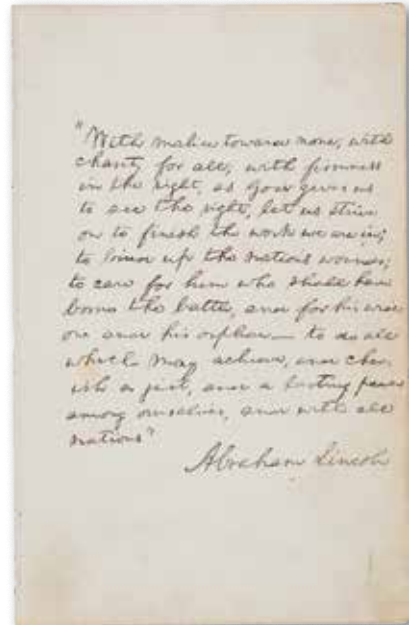 "With malice toward none, with
charity for all, with firmness
in the right, as God gives us
to see the right, let us strive
on to finish the work we are in;
to bind up the nations wounds;
to care for him who shall have
borne the battle, and for his widow
and his orphan— to do all
which may achieve, and cher-
ish a just, and a lasting peace
among ourselves, and with all
nations"
Abraham Lincoln